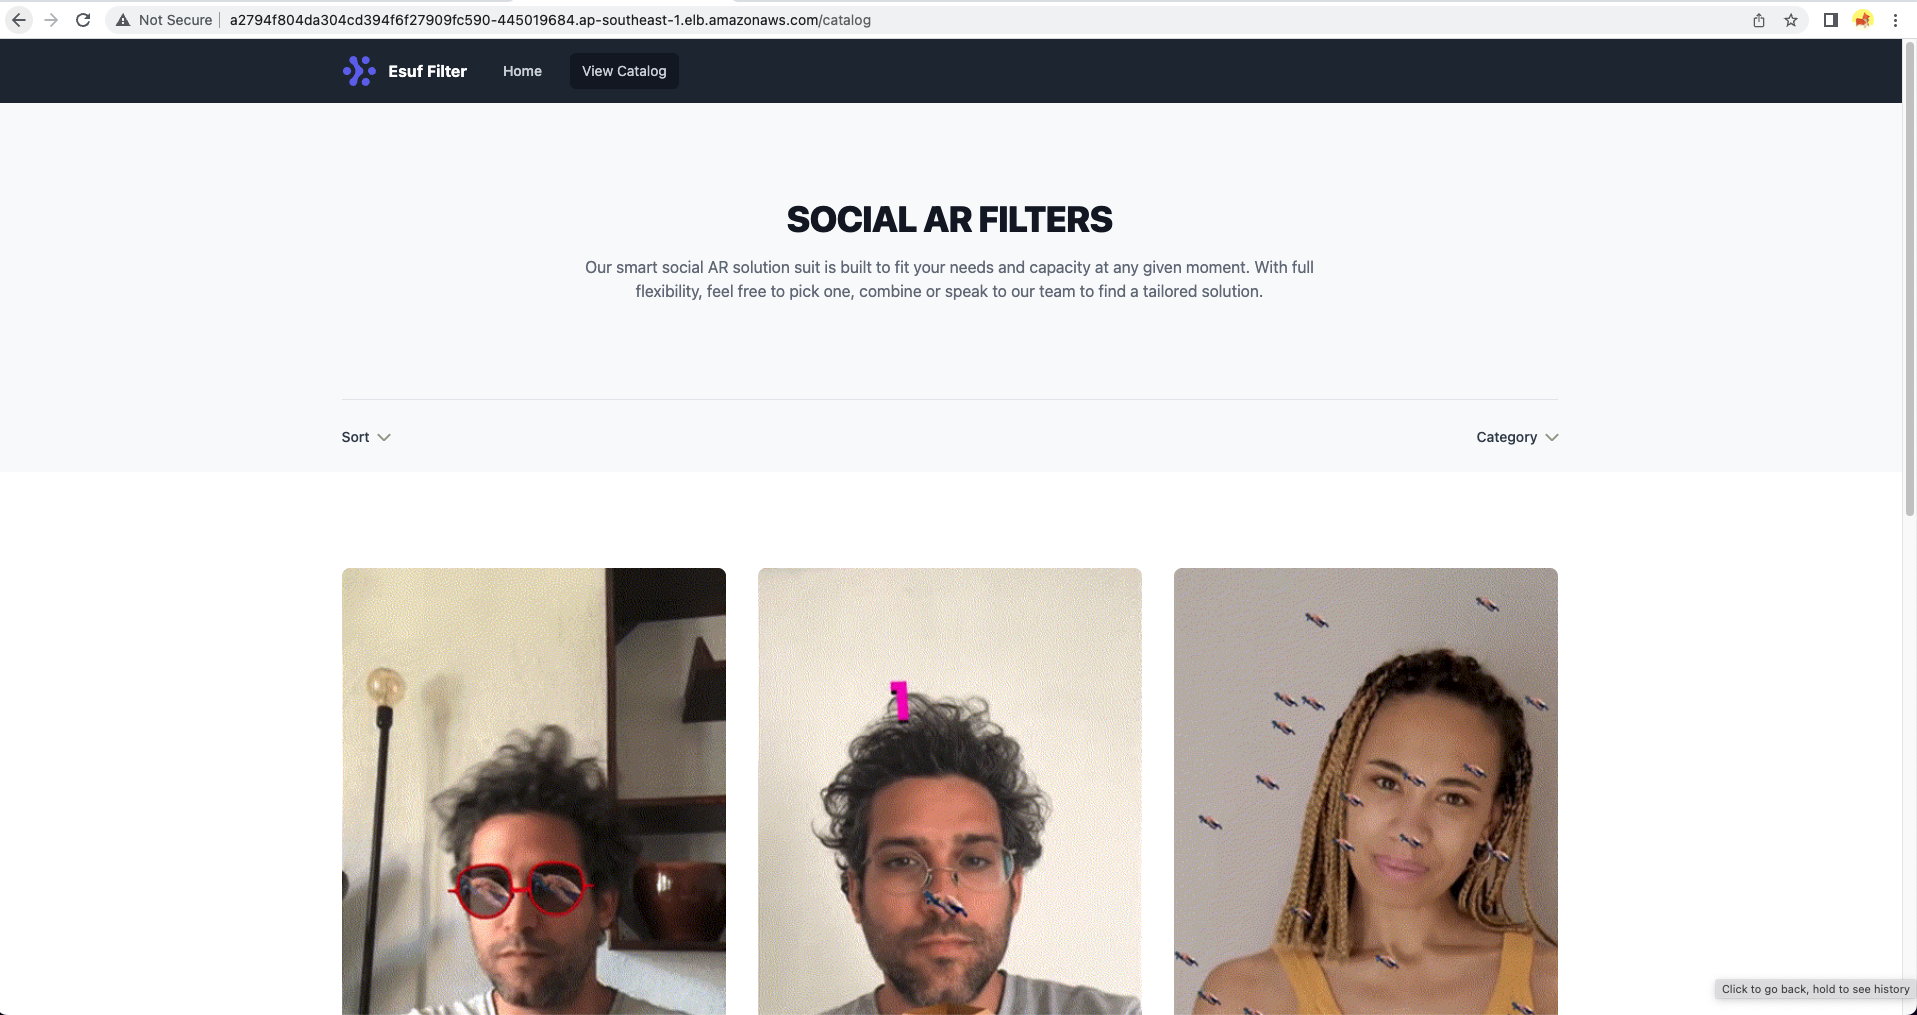 Not Secure
a2794f804da304cd394f6f27909fc590-445019684.ap-southeast-1.elb.amazonaws.com/catalog
Esuf Filter
Home
View Catalog
SOCIAL AR FILTERS
Our smart social AR solution suit is built to fit your needs and capacity at any given moment. With full
flexibility, feel free to pick one, combine or speak to our team to find a tailored solution.
Sort
Category
1
Click to go back, hold to see history